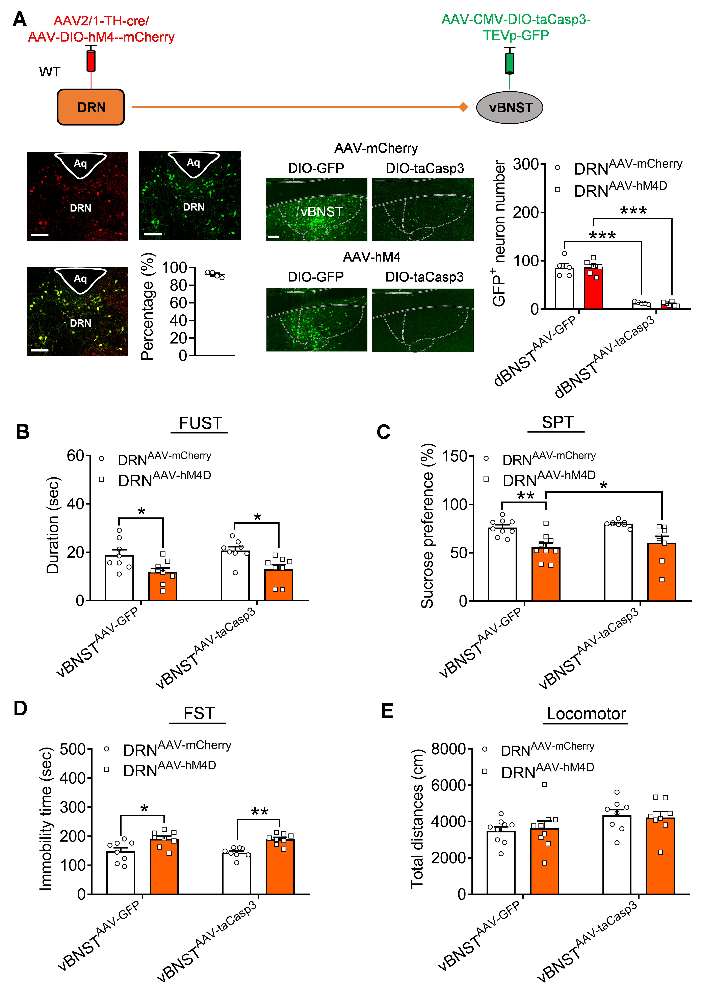 A
AAV2/1-TH-cre/
AAV-DIO-hM4--mCherry
AAV-CMV-DIO-taCasp3-
TEVp-GFP
WT
DRN
vBNST
Aq
DRN
Aq
DRN
Aq
DRN
Percentage (%)
100
80
60
40
20
0
AAV-mCherry
DIO-GFP
DIO-taCasp3
vBNST
AAV-hM4
DIO-GFP
DIO-taCasp3
GFP+ neuron number
300
200
100
0
DRNAAV-mCherry
DRNAAV-hM4D
***
***
dBNSTAAV-GFP
dBNSTAAV-taCasp3
B
FUST
Duration (sec)
60
40
20
0
DRNAAV-mCherry
DRNAAV-hM4D
*
*
vBNSTAAV-GFP
vBNSTAAV-taCasp3
C
SPT
Sucrose preference (%)
150
100
50
0
DRNAAV-mCherry
DRNAAV-hM4D
**
*
vBNSTAAV-GFP
vBNSTAAV-taCasp3
D
FST
Immobility time (sec)
500
400
300
200
100
0
DRNAAV-mCherry
DRNAAV-hM4D
*
**
vBNSTAAV-GFP
vBNSTAAV-taCasp3
E
Locomotor
Total distances (cm)
8000
6000
4000
2000
0
DRNAAV-mCherry
DRNAAV-hM4D
vBNSTAAV-GFP
vBNSTAAV-taCasp3